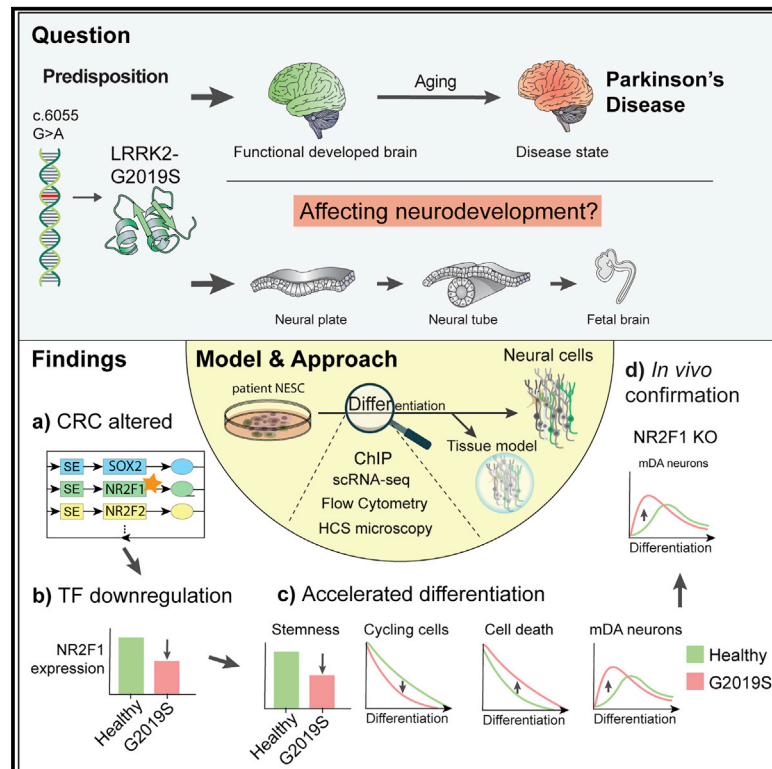 Question
Predisposition
c.6055
G>A
LRRK2-
G2019S
Functional developed brain
Aging
Disease state
Parkinson's
Disease
Affecting neurodevelopment?
Neural plate
Neural tube
Fetal brain
Findings
Model & Approach
patient NESC
Differentiation
Neural cells
Tissue model
ChIP
scRNA-seq
Flow Cytometry
HCS microscopy
a) CRC altered
SE
SOX2
SE
NR2F1
SE
NR2F2
b) TF downregulation
NR2F1
expression
Healthy
G2019S
c) Accelerated differentiation
Stemness
Healthy
G2019S
Cycling cells
Differentiation
Cell death
Differentiation
mDA neurons
Differentiation
d) In vivo
confirmation
NR2F1 KO
mDA neurons
Differentiation
Healthy
G2019S